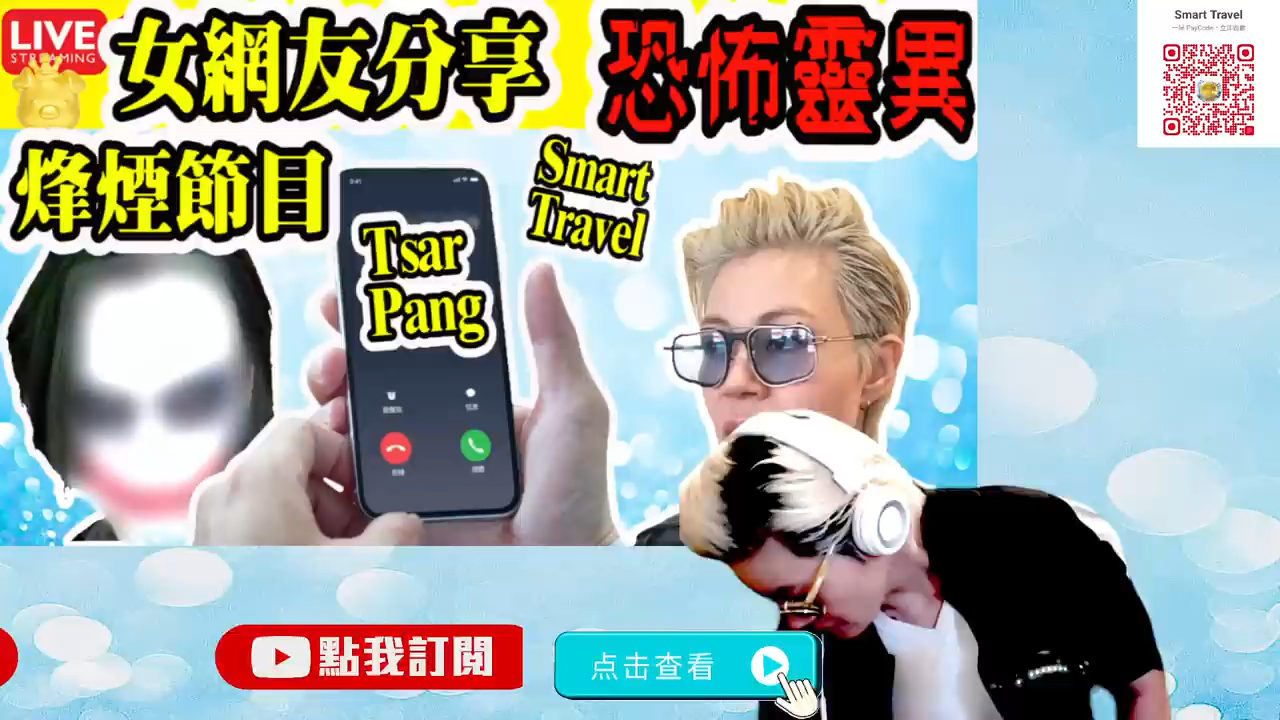 LIVE
STREAMING
女網友分享
恐怖靈異
烽煙節目
Smart
Travel
Tsar
Pang
Smart Travel
點我訂閱
点击查看